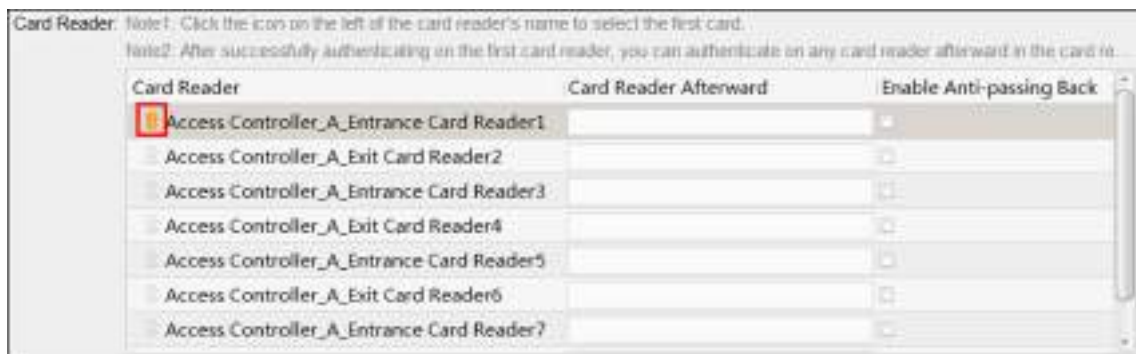 Card Reader: Note1. Click the icon on the left of the card reader's name to select the first card.
Note2. After successfully authenticating on the first card reader, you can authenticate on any card reader afterward in the card re...
Card Reader Card Reader Afterward Enable Anti-passing Back
Access Controller_A_Entrance Card Reader1
Access Controller_A_Exit Card Reader2
Access Controller_A_Entrance Card Reader3
Access Controller_A_Exit Card Reader4
Access Controller_A_Entrance Card Reader5
Access Controller_A_Exit Card Reader6
Access Controller_A_Entrance Card Reader7